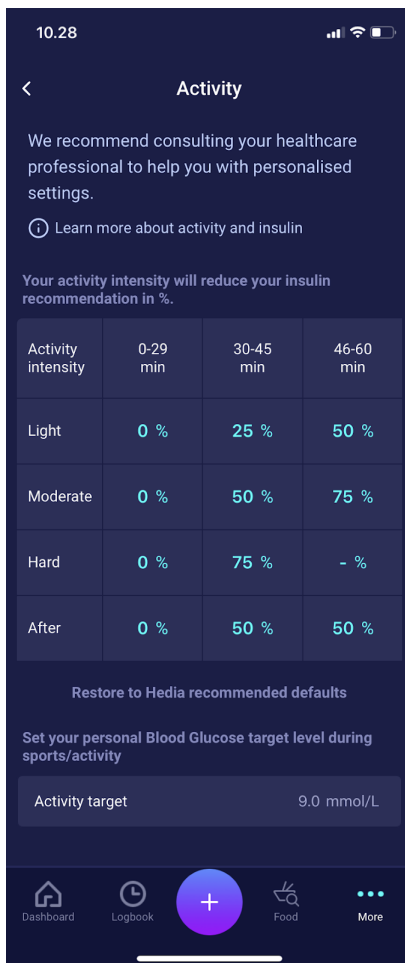 10.28
Activity
We recommend consulting your healthcare
professional to help you with personalised
settings.
Learn more about activity and insulin
Your activity intensity will reduce your insulin
recommendation in %.
Activity intensity 0-29 min 30-45 min 46-60 min
Light 0 % 25 % 50 %
Moderate 0 % 50 % 75 %
Hard 0 % 75 % - %
After 0 % 50 % 50 %
Restore to Hedia recommended defaults
Set your personal Blood Glucose target level during
sports/activity
Activity target 9.0 mmol/L
Dashboard Logbook Food More